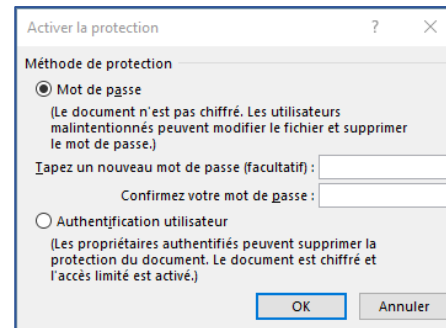 Activer la protection
Méthode de protection
Mot de passe
(Le document n'est pas chiffré. Les utilisateurs
malintentionnés peuvent modifier le fichier et supprimer
le mot de passe.)
Tapez un nouveau mot de passe (facultatif) :
Confirmez votre mot de passe :
Authentification utilisateur
(Les propriétaires authentifiés peuvent supprimer la
protection du document. Le document est chiffré et
l'accès limité est activé.)
OK Annuler